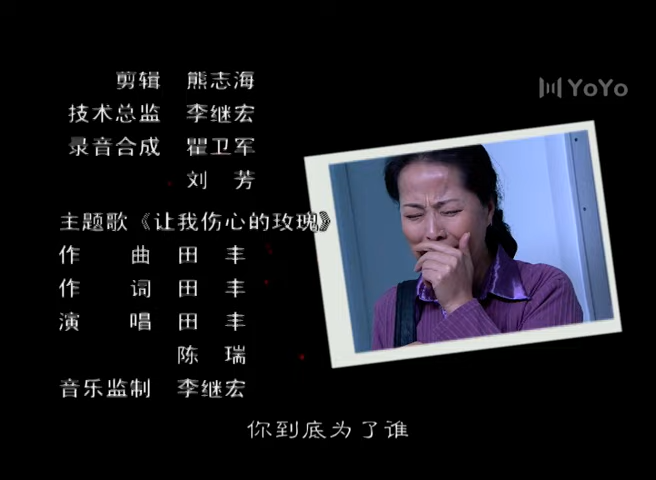 剪辑 熊志海
YoYo
技术总监 李继宏
录音合成 瞿卫军
刘 芳
主题歌《让我伤心的玫瑰》
作 曲 田 丰
作 词 田 丰
演 唱 田 丰
陈 瑞
音乐监制 李继宏
你到底为了谁